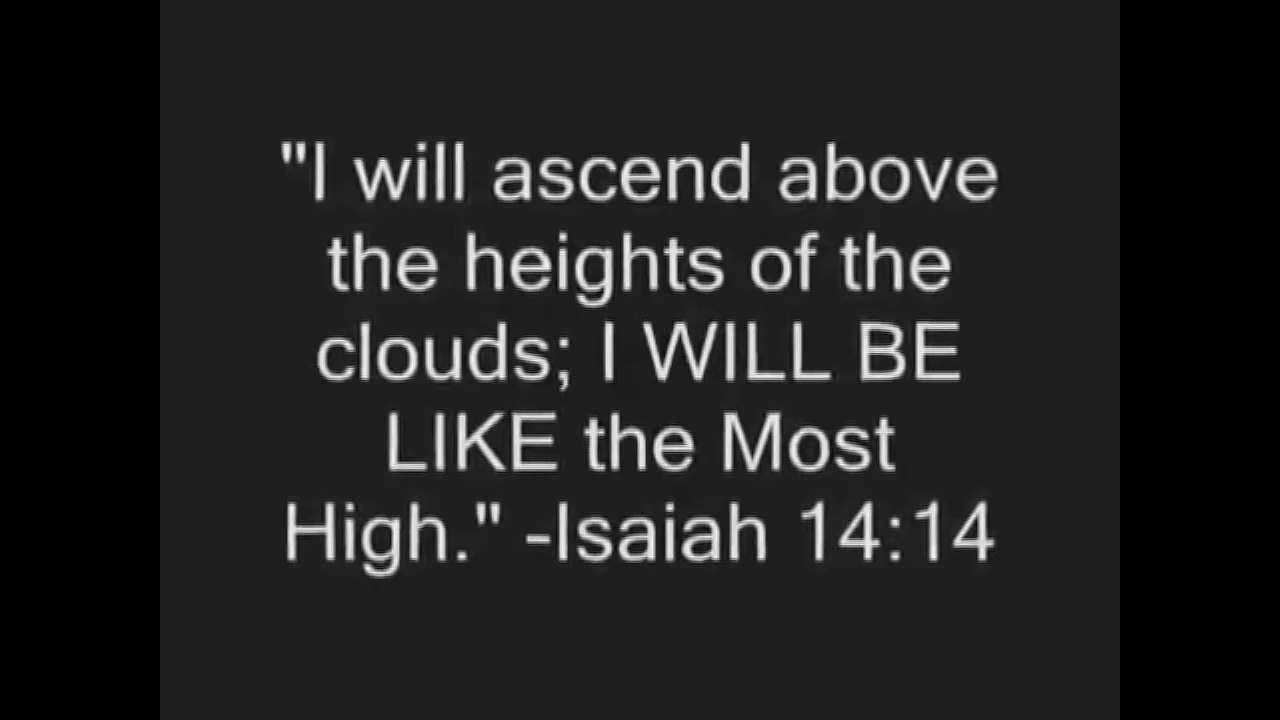 "I will ascend above
the heights of the
clouds; I WILL BE
LIKE the Most
High." -Isaiah 14:14